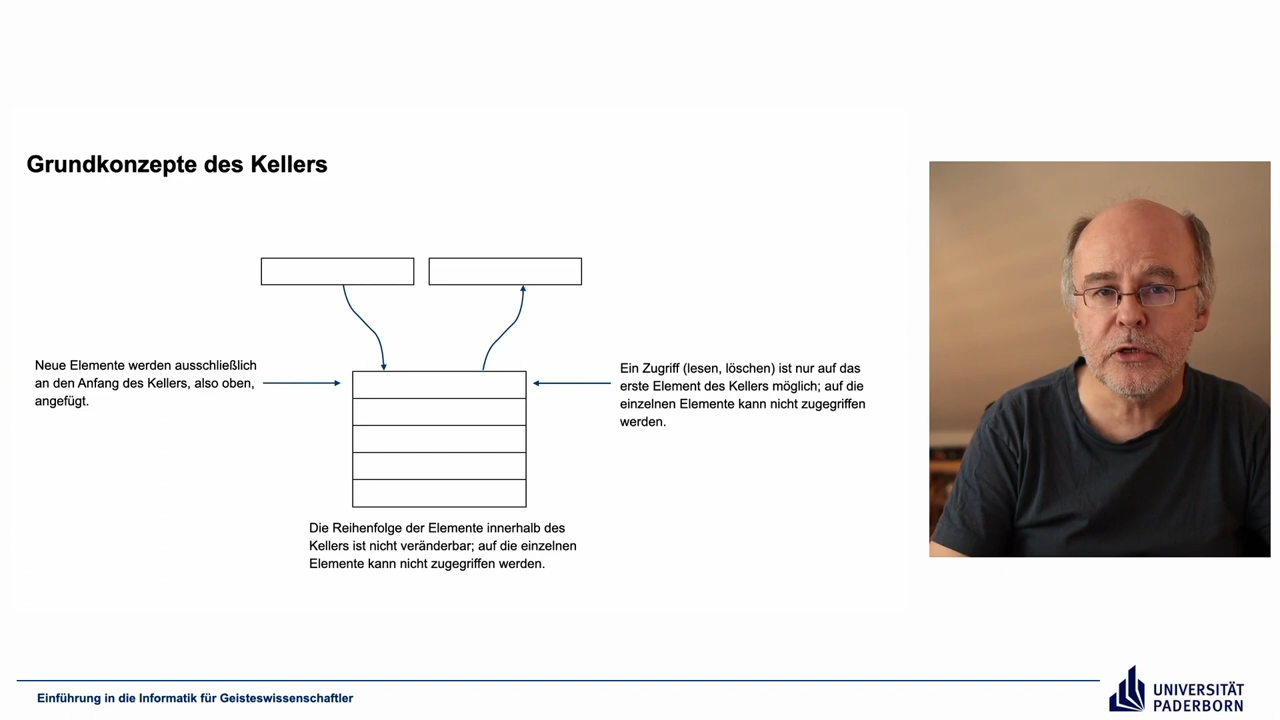 Grundkonzepte des Kellers
Neue Elemente werden ausschließlich
an den Anfang des Kellers, also oben,
angefügt.
Ein Zugriff (lesen, löschen) ist nur auf das
erste Element des Kellers möglich; auf die
einzelnen Elemente kann nicht zugegriffen
werden.
Die Reihenfolge der Elemente innerhalb des
Kellers ist nicht veränderbar; auf die einzelnen
Elemente kann nicht zugegriffen werden.
Einführung in die Informatik für Geisteswissenschaftler
UNIVERSITÄT
PADERBORN